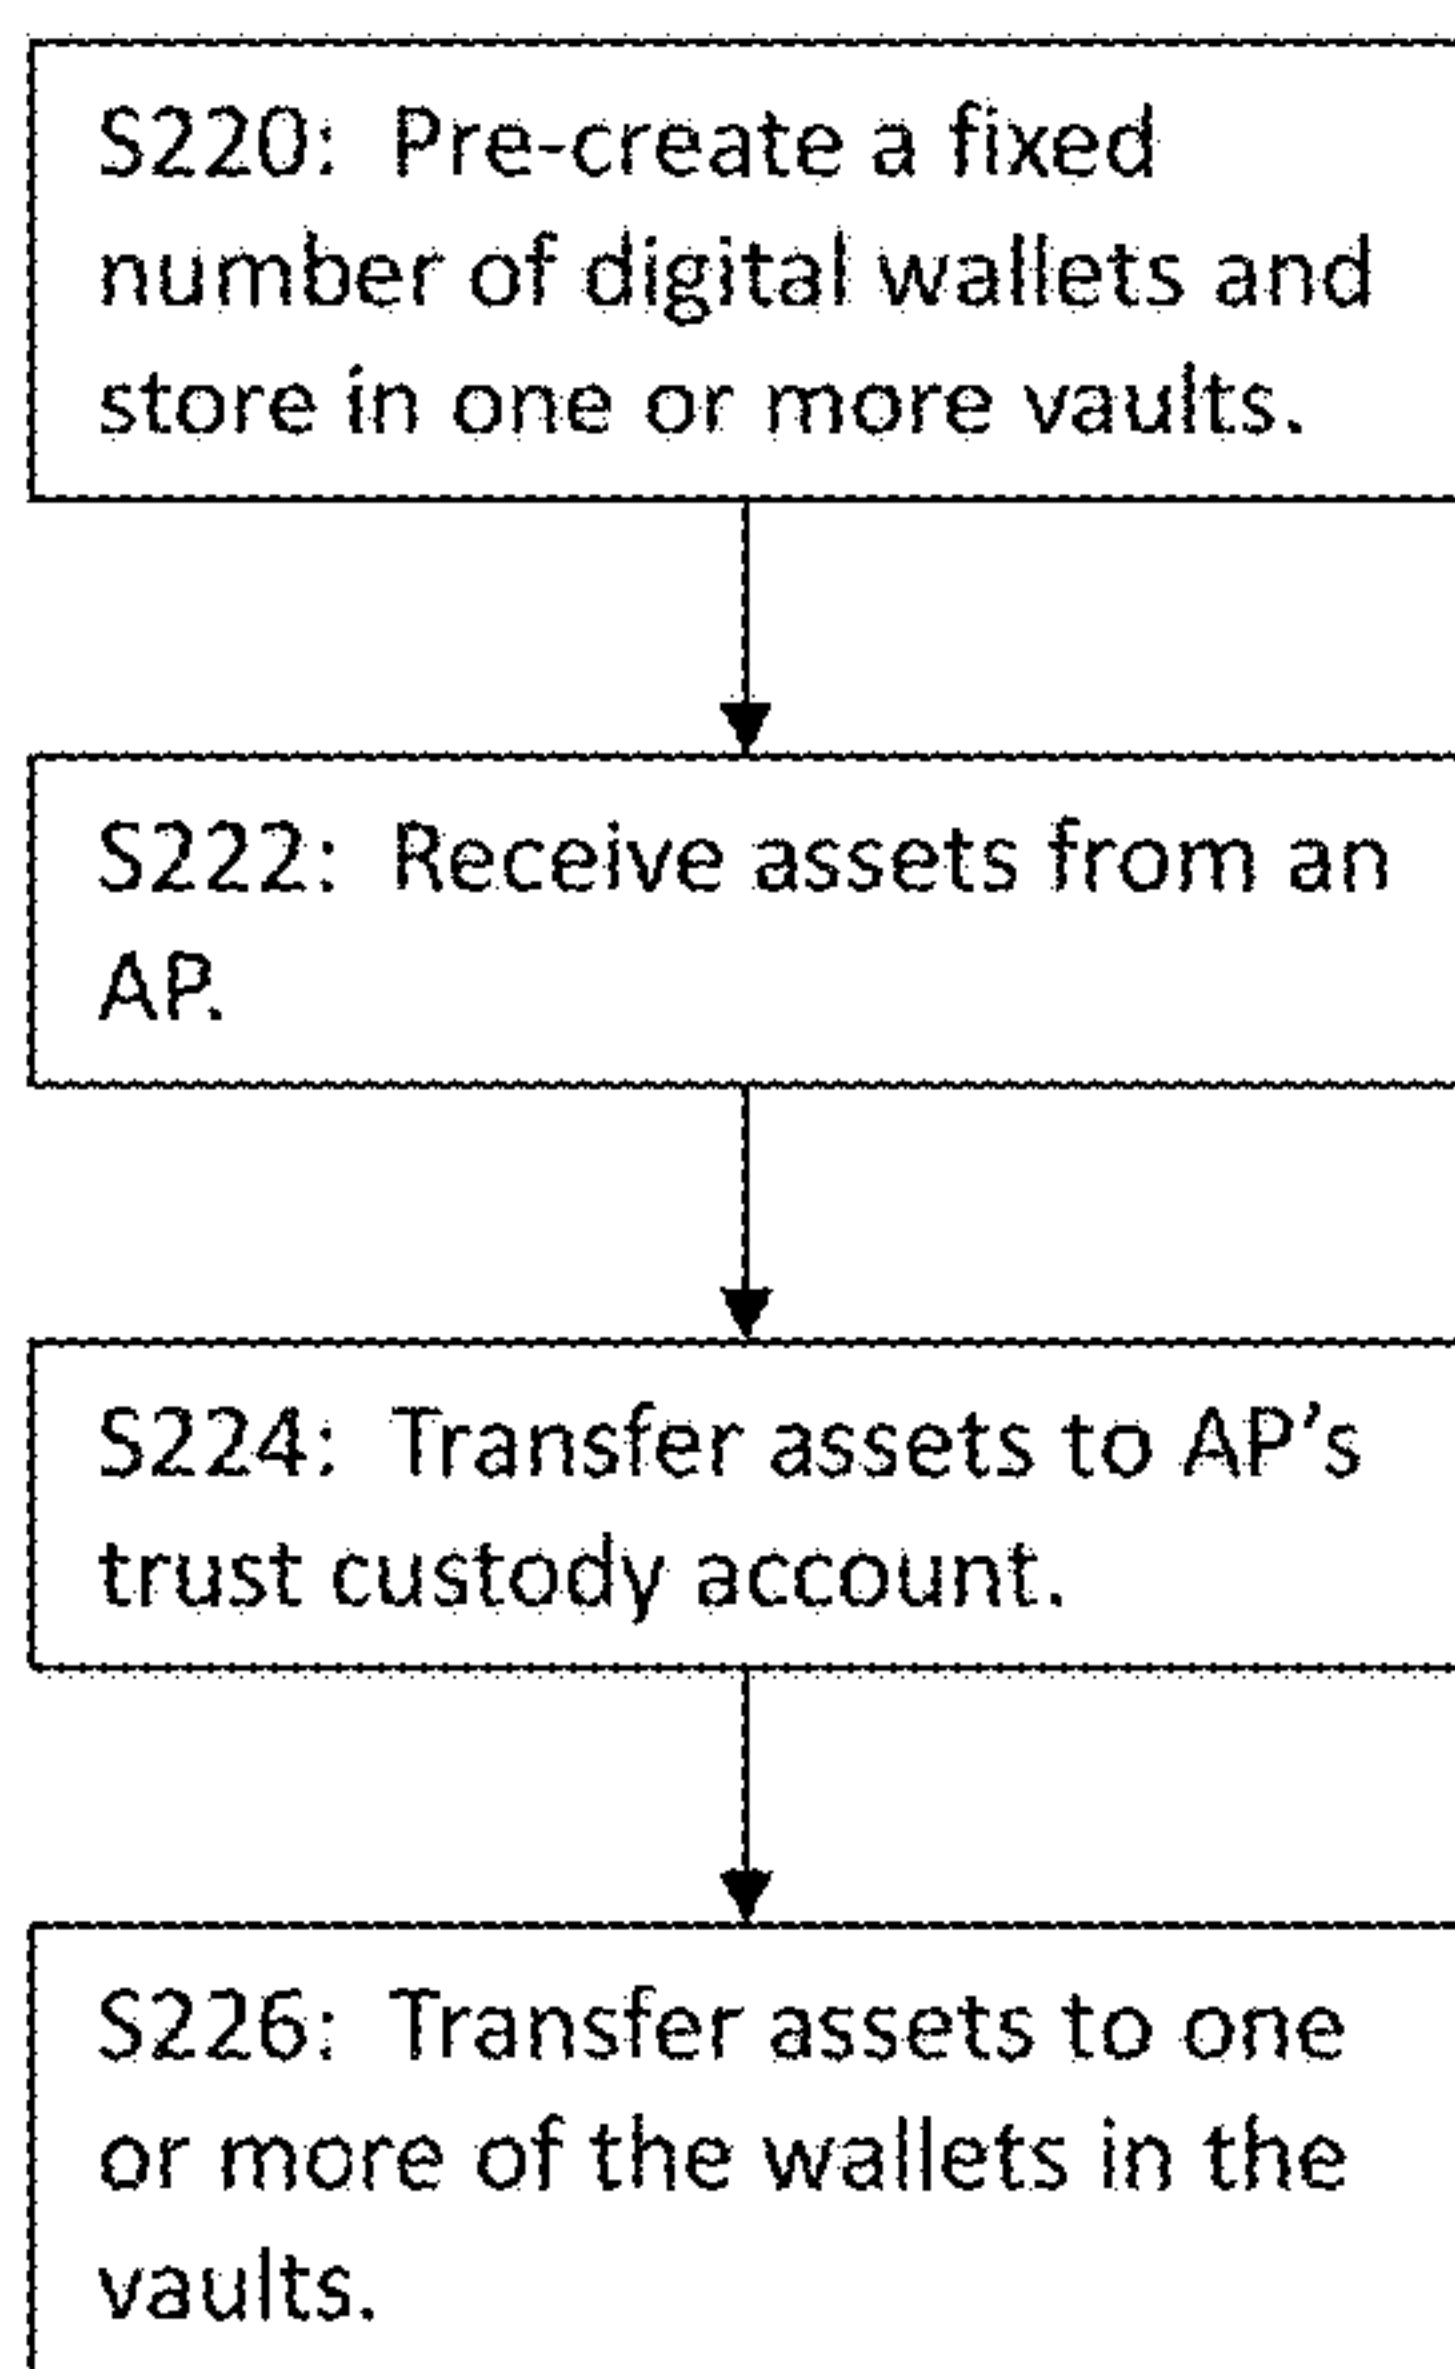 S220:  Pre-create a fixed
number of digital wallets and
store in one or more vaults.
S222:  Receive assets from an
AP.
S224:  Transfer assets to AP's
trust custody account.
S226:  Transfer assets to one
or more of the wallets in the
vaults.